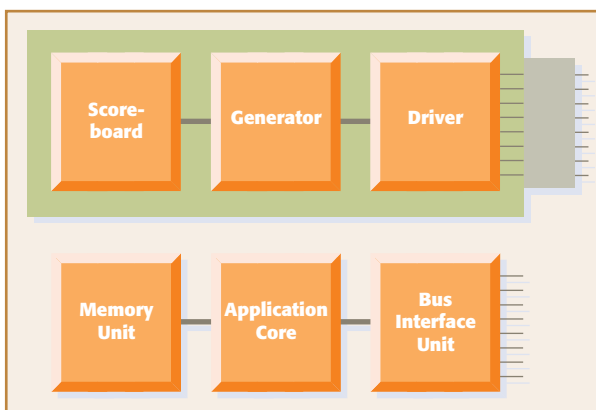 Score-
board
Generator
Driver
Memory
Unit
Application
Core
Bus
Interface
Unit